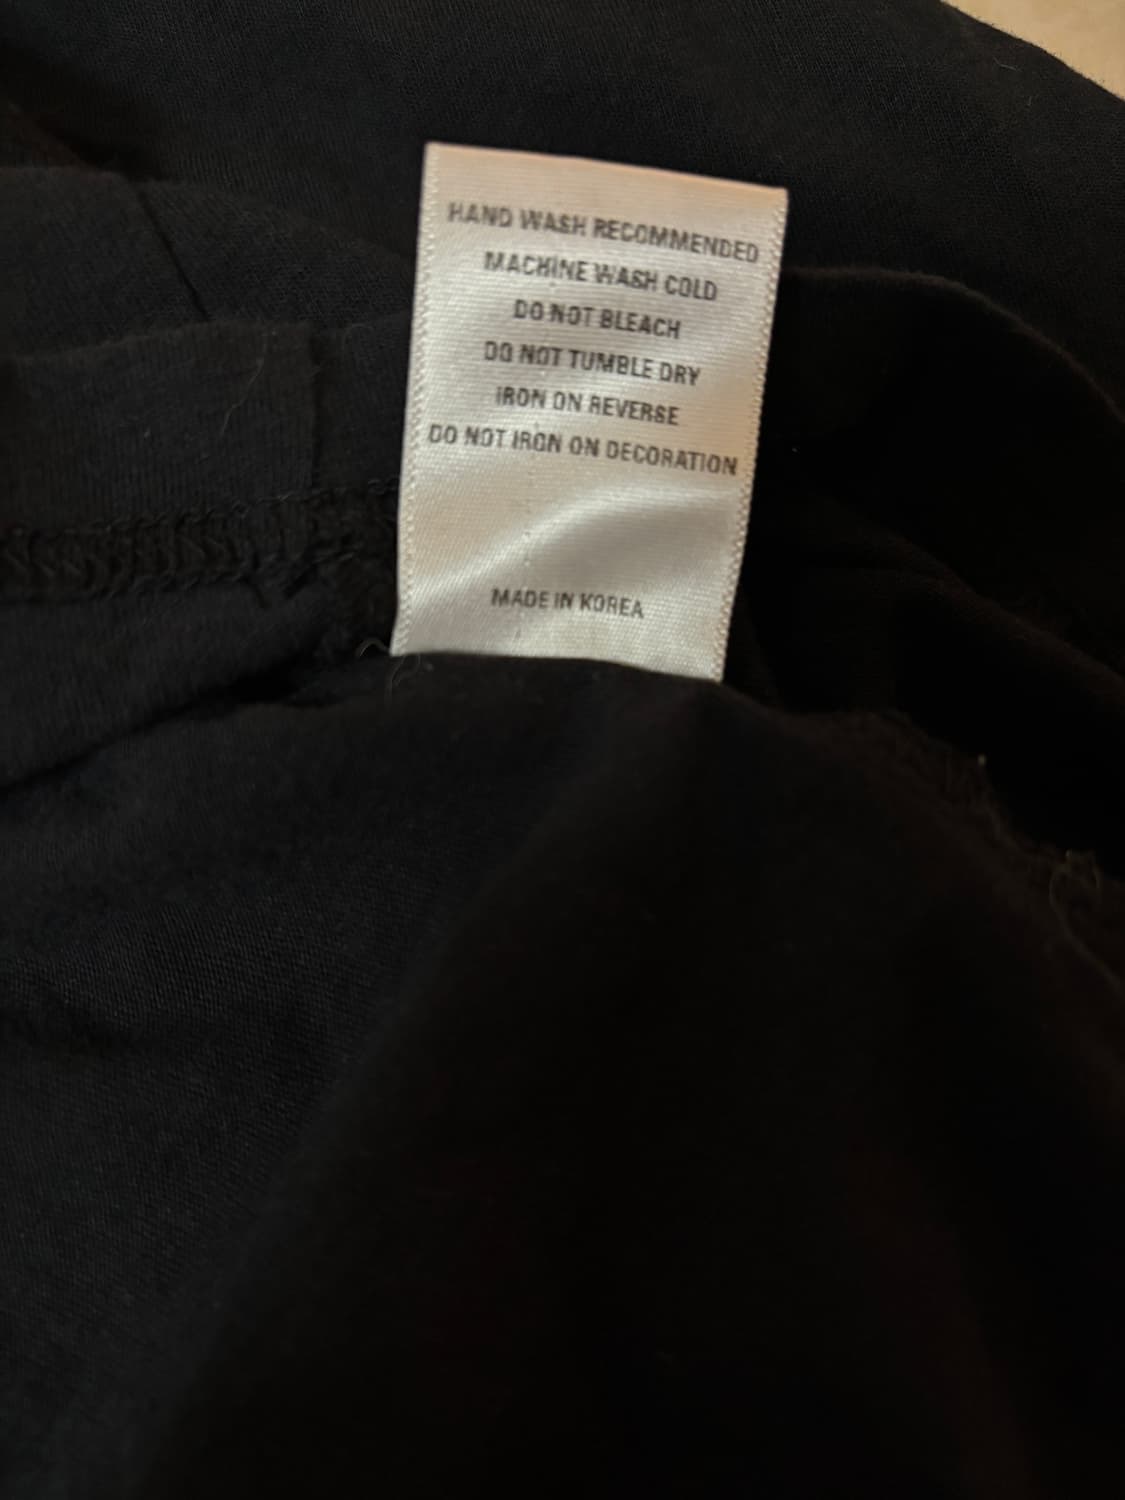 HAND WASH RECOMMENDED
MACHINE WASH COLD
DO NOT BLEACH
DO NOT TUMBLE DRY
IRON ON REVERSE
DO NOT IRON ON DECORATION
MADE IN KOREA